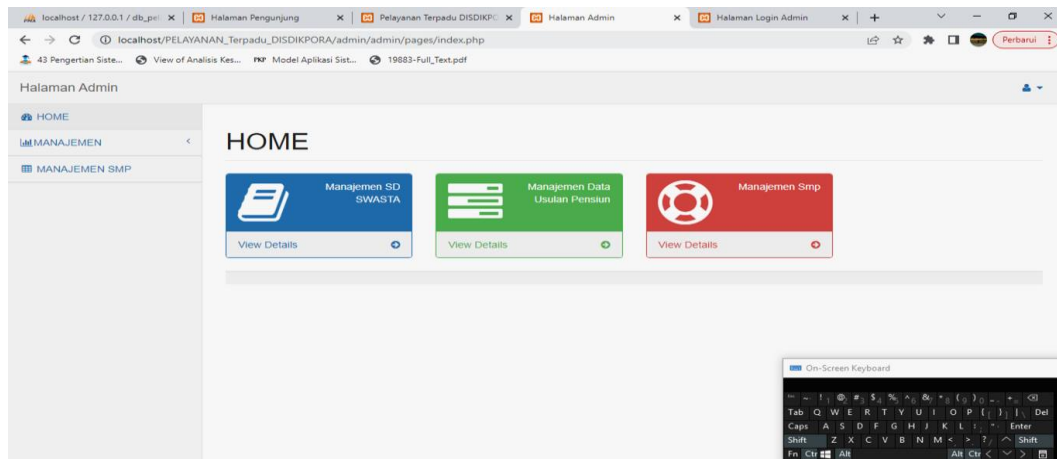 localhost / 127.0.0.1 / db_pel
Halaman Pengunjung
Pelayanan Terpadu DISDIKPO
Halaman Admin
Halaman Login Admin
localhost/PELAYANAN_Terpadu_DISDIKPORA/admin/admin/pages/index.php
Perbarui
43 Pengertian Siste...
View of Analisis Kes...
PKP Model Aplikasi Sist...
19883-Full_Text.pdf
Halaman Admin
HOME
MANAJEMEN
MANAJEMEN SMP
HOME
Manajemen SD
SWASTA
View Details
Manajemen Data
Usulan Pensiun
View Details
Manajemen Smp
View Details
On-Screen Keyboard
Tab Q W E R T Y U I O P { [ } ] | \ Del
Caps A S D F G H J K L : ; " ' Enter
Shift Z X C V B N M < > ? / Shift
Fn Ctr Alt Alt Ctr